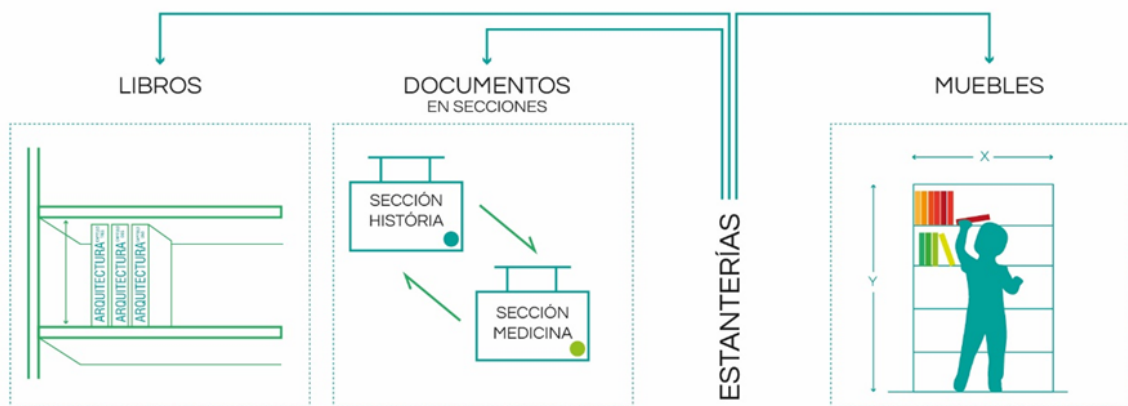 LIBROS
DOCUMENTOS
EN SECCIONES
MUEBLES
ARQUITECTURA
ARQUITECTURA
ARQUITECTURA
SECCIÓN
HISTÓRIA
SECCIÓN
MEDICINA
ESTANTERÍAS
X
Y